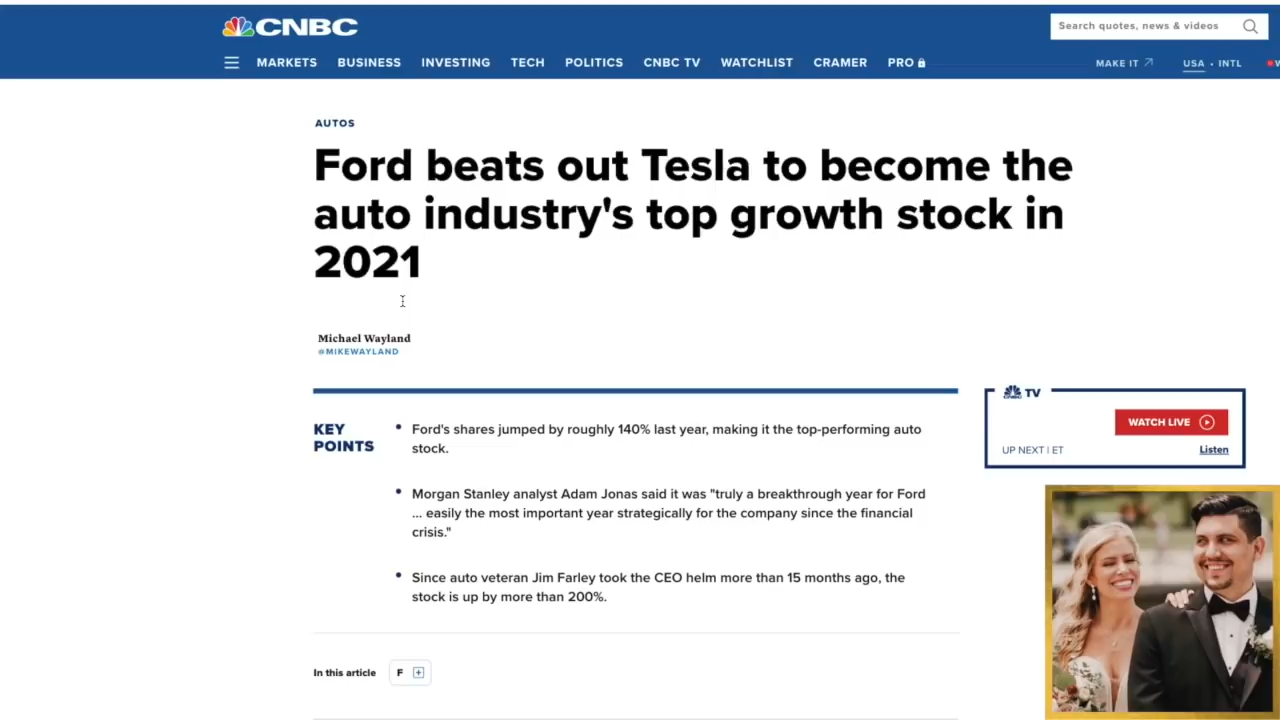 CNBC
Search quotes, news & videos
MARKETS BUSINESS INVESTING TECH POLITICS CNBC TV WATCHLIST CRAMER PRO
MAKE IT USA • INTL
AUTOS
Ford beats out Tesla to become the
auto industry's top growth stock in
2021
Michael Wayland
@MIKEWAYLAND
KEY
POINTS
• Ford's shares jumped by roughly 140% last year, making it the top-performing auto
stock.
• Morgan Stanley analyst Adam Jonas said it was "truly a breakthrough year for Ford
... easily the most important year strategically for the company since the financial
crisis."
• Since auto veteran Jim Farley took the CEO helm more than 15 months ago, the
stock is up by more than 200%.
CNBC TV
WATCH LIVE
UP NEXT | ET Listen
In this article F +